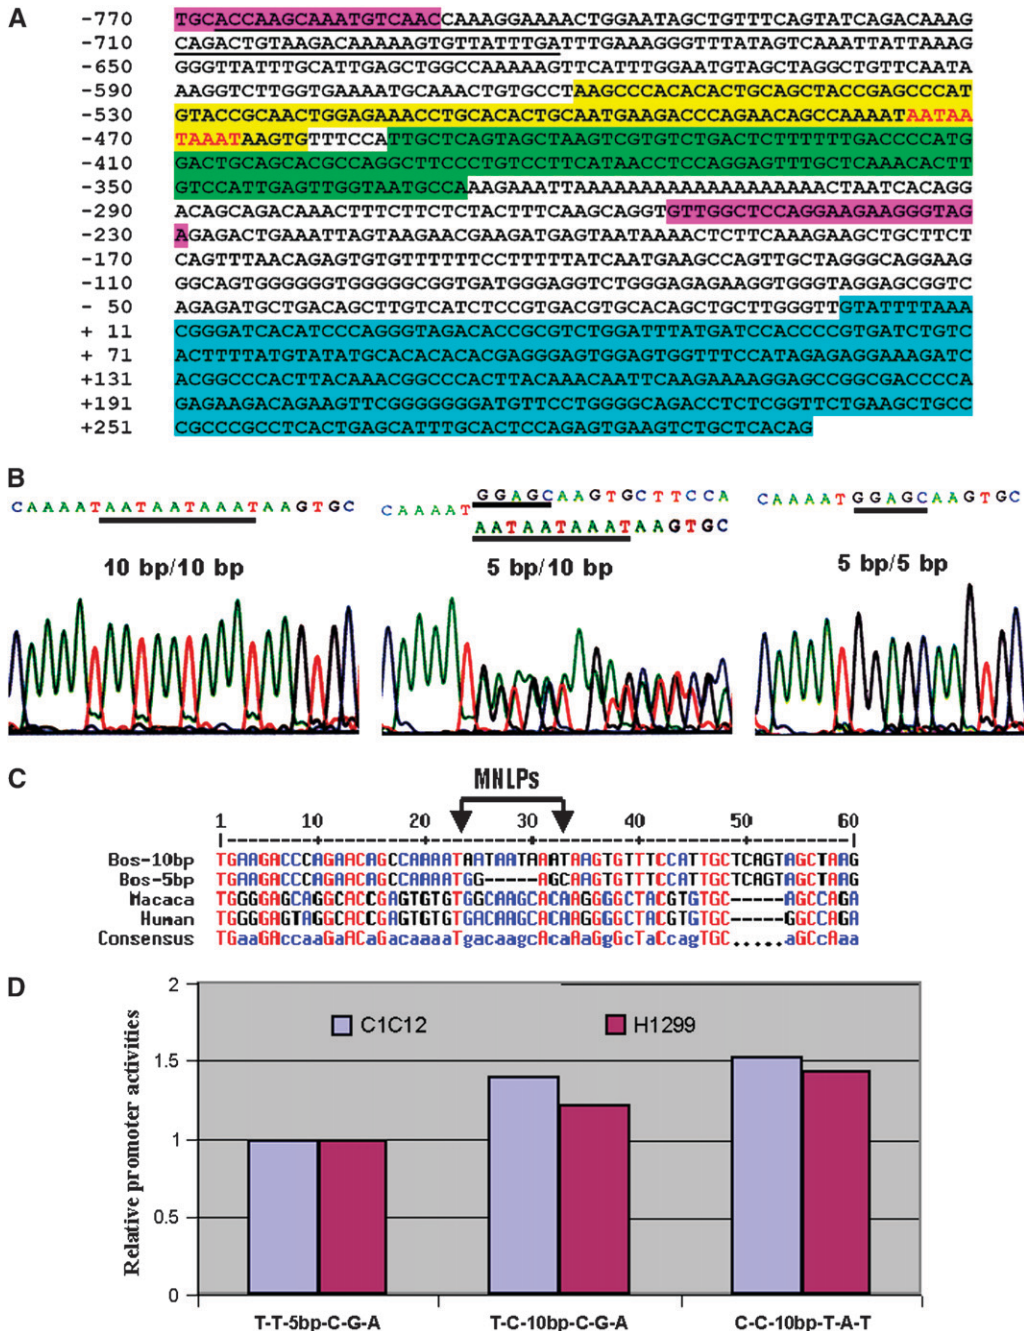 A
-770 TGCACCAAGCAAATGTCAACCAAAGGAAAACTGGAATAGCTGTTTCAGTATCAGACAAAG
-710 CAGACTGTAAGACAAAAAGTGTTATTTGATTTGAAAGGGTTTATAGTCAAATTATTAAAG
-650 GGGTTATTTGCATTGAGCTGGCCAAAAAGTTCATTTGGAATGTAGCTAGGCTGTTCAATA
-590 AAGGTCTTGGTGAAAATGCAAACTGTGCCTAAGCCCACACACTGCAGCTACCGAGCCCAT
-530 GTACCGCAACTGGAGAAACCTGCACACTGCAATGAAGACCCAGAACAGCCAAAATAATAA
-470 TAAATAAGTGTTTCCATTGCTCAGTAGCTAAGTCGTGTCTGACTCTTTTTTGACCCCATG
-410 GACTGCAGCACGCCAGGCTTCCCTGTCCTTCATAACCTCCAGGAGTTTGCTCAAACACTT
-350 GTCCATTGAGTTGGTAATGCCAAAGAAATTAAAAAAAAAAAAAAAAAAAACTAATCACAGG
-290 ACAGCAGACAAACTTTCTTCTCTACTTTCAAGCAGGTGTTGGCTCCAGGAAGAAGGGTAG
-230 AGAGACTGAAATTAGTAAGAACGAAGATGAGTAATAAAACTCTTCAAAGAAGCTGCTTCT
-170 CAGTTTAACAGAGTGTGTTTTTTCCTTTTTATCAATGAAGCCAGTTGCTAGGGCAGGAAG
-110 GGCAGTGGGGGGTGGGGGCGGTGATGGGAGGTCTGGGAGAGAAGGTGGGTAGGAGCGGTC
- 50 AGAGATGCTGACAGCTTGTCATCTCCGTGACGTGCACAGCTGCTTGGGTTGTATTTTAAA
+ 11 CGGGATCACATCCCAGGGTAGACACCGCGTCTGGATTTATGATCCACCCCGTGATCTGTC
+ 71 ACTTTTATGTATATGCACACACACGAGGGAGTGGAGTGGTTTCCATAGAGAGGAAAGATC
+131 ACGGCCCACTTACAAACGGCCCACTTACAAACAATTCAAGAAAAGGAGCCGGCGACCCCA
+191 GAGAAGACAGAAGTTCGGGGGGGATGTTCCTGGGGCAGACCTCTCGGTTCTGAAGCTGCC
+251 CGCCCGCCTCACTGAGCATTTGCACTCCAGAGTGAAGTCTGCTCACAG
B
CAAAATAATAATAAATAAGTGC
10 bp/10 bp
GGAGCAAGTGCTTCCA
CAAAAT
AATAATAAATAAGTGC
5 bp/10 bp
CAAAATGGAGCAAGTGC
5 bp/5 bp
C
MNLPs
1 10 20 30 40 50 60
Bos-10bp TGAAGACCCAGAACAGCCAAAATAATAATAAATAAGTGTTTCCATTGCTCAGTAGCTAAG
Bos-5bp TGAAGACCCAGAACAGCCAAAATGG-----AGCAAGTGTTTCCATTGCTCAGTAGCTAAG
Macaca TGGGGAGCAGGCACCGAGTGTGTGGCAAGCACAAGGGGCTACGTGTGC-----AGCCAGA
Human TGGGGAGTAGGCACCGAGTGTGTGACAAGCACAAGGGGCTACGTGTGC-----GGCCAGA
Consensus TGaaGAccaaGaACaGacaaaaTgacaagcAcaAaGgGcTaCcagTGC.....aGCcAaa
D
Relative promoter activities
2
1.5
1
0.5
0
C1C12
H1299
T-T-5bp-C-G-A
T-C-10bp-C-G-A
C-C-10bp-T-A-T